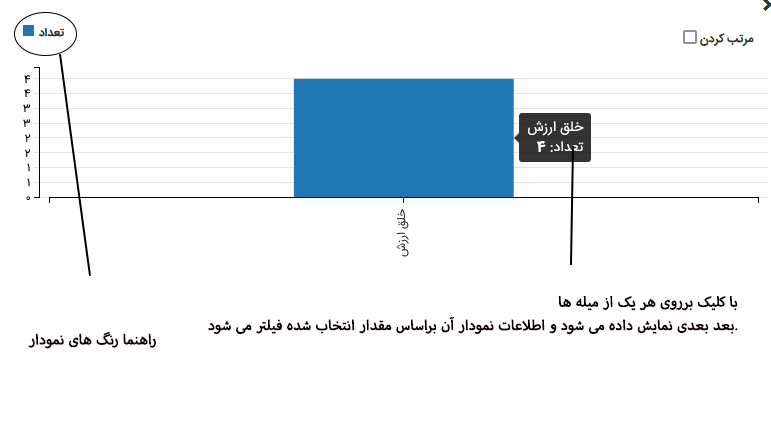 تعداد
مرتب کردن
۴
۴
۳
۳
۲
۲
۱
۱
۰
خلق ارزش
تعداد: ۴
خلق ارزش
با کلیک برروی هر یک از میله ها
بعد بعدی نمایش داده می شود و اطلاعات نمودار آن براساس مقدار انتخاب شده فیلتر می شود.
راهنما رنگ های نمودار